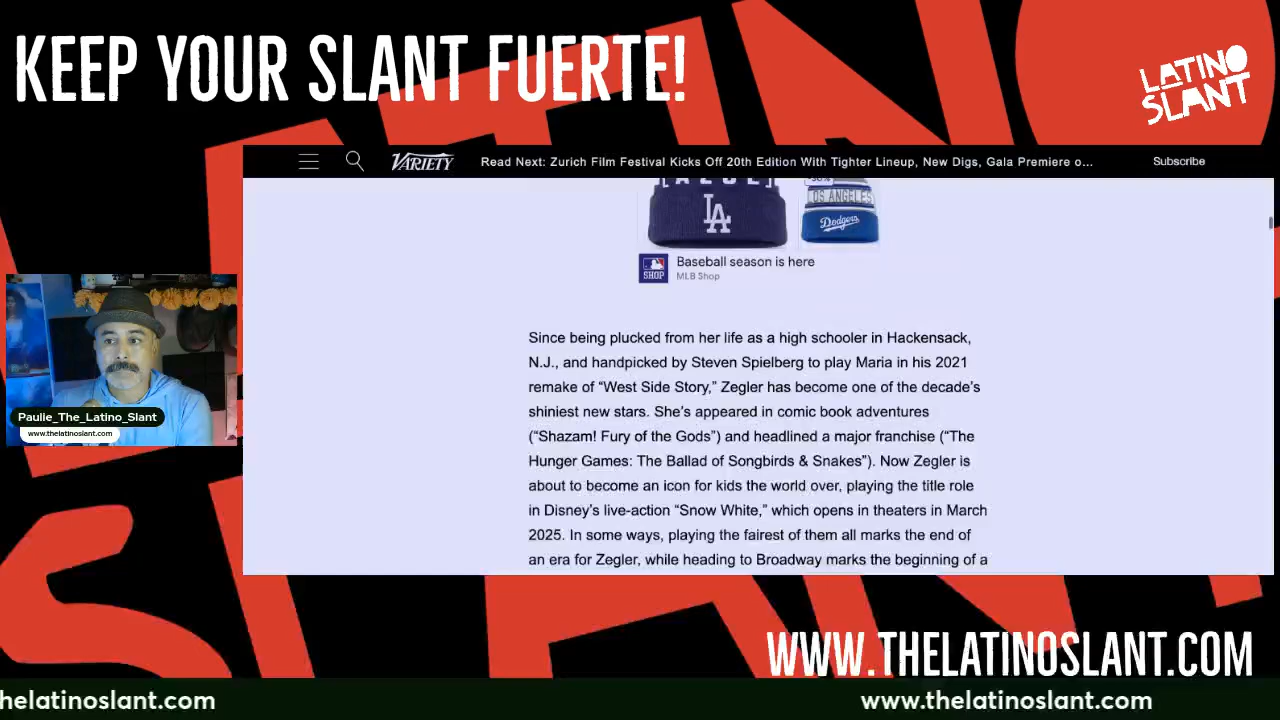 KEEP YOUR SLANT FUERTE!
LATINO
SLANT
VARIETY
Read Next: Zurich Film Festival Kicks Off 20th Edition With Tighter Lineup, New Digs, Gala Premiere o...
Subscribe
LA
LOS ANGELES
Dodgers
SHOP
Baseball season is here
MLB Shop
Since being plucked from her life as a high schooler in Hackensack,
N.J., and handpicked by Steven Spielberg to play Maria in his 2021
remake of “West Side Story,” Zegler has become one of the decade’s
shiniest new stars. She’s appeared in comic book adventures
(“Shazam! Fury of the Gods”) and headlined a major franchise (“The
Hunger Games: The Ballad of Songbirds & Snakes”). Now Zegler is
about to become an icon for kids the world over, playing the title role
in Disney’s live-action “Snow White,” which opens in theaters in March
2025. In some ways, playing the fairest of them all marks the end of
an era for Zegler, while heading to Broadway marks the beginning of a
Paulie_The_Latino_Slant
www.thelatinoslant.com
WWW.THELATINOSLANT.COM
thelatinoslant.com
www.thelatinoslant.com